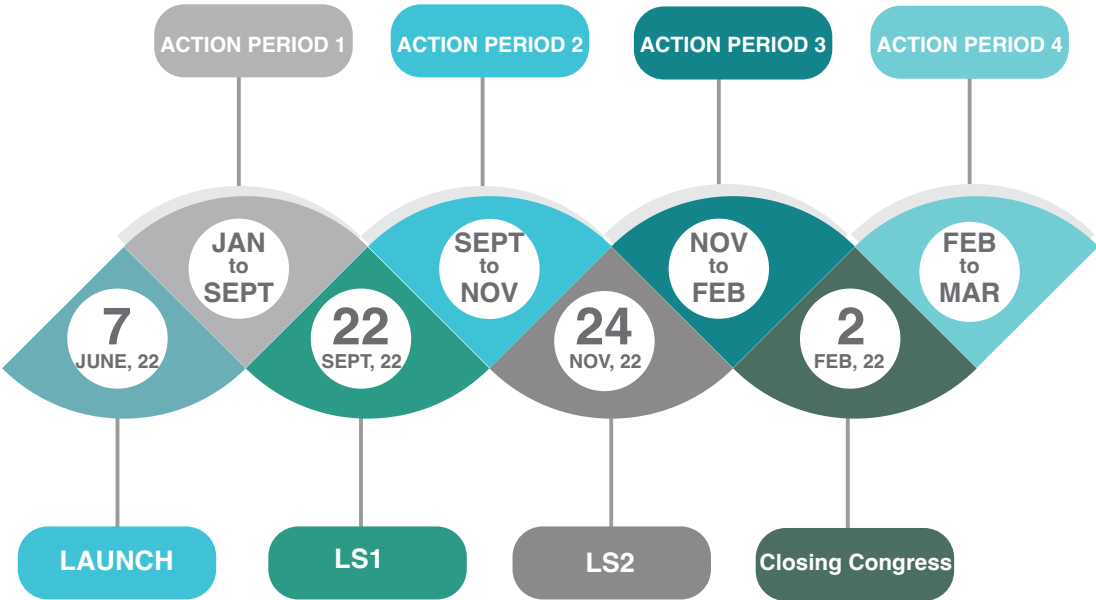 ACTION PERIOD 1
ACTION PERIOD 2
ACTION PERIOD 3
ACTION PERIOD 4
JAN
to
SEPT
SEPT
to
NOV
NOV
to
FEB
FEB
to
MAR
7
JUNE, 22
22
SEPT, 22
24
NOV, 22
2
FEB, 22
LAUNCH
LS1
LS2
Closing Congress